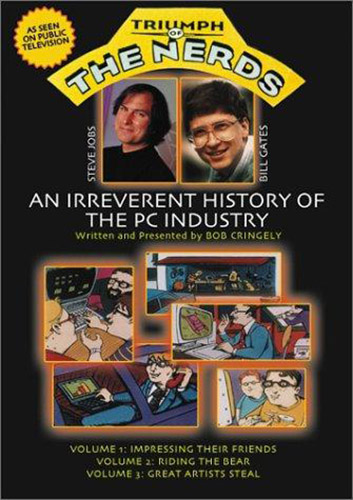 AS SEEN
ON PUBLIC
TELEVISION
TRIUMPH
OF
THE NERDS
STEVE JOBS
BILL GATES
AN IRREVERENT HISTORY OF
THE PC INDUSTRY
Written and Presented by BOB CRINGELY
VOLUME 1: IMPRESSING THEIR FRIENDS
VOLUME 2: RIDING THE BEAR
VOLUME 3: GREAT ARTISTS STEAL